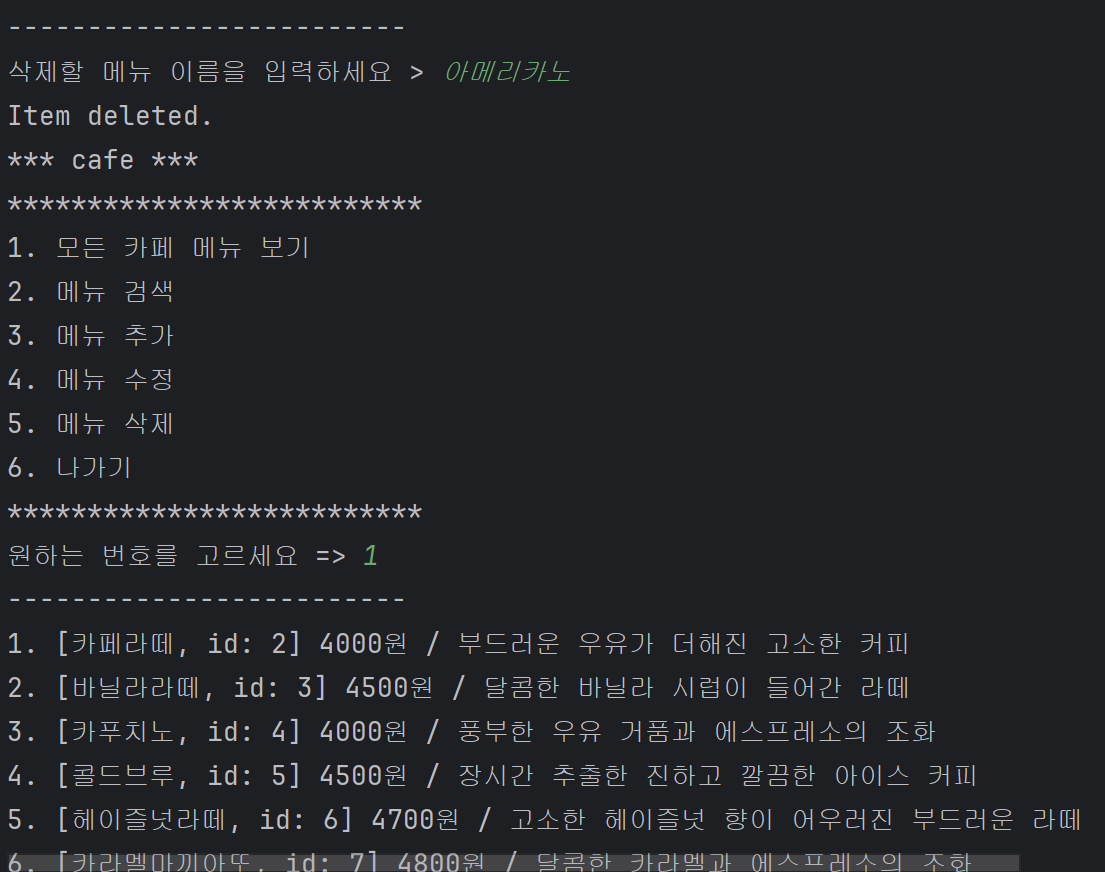 -------------------------
삭제할 메뉴 이름을 입력하세요 > 아메리카노
Item deleted.
*** cafe ***
**************************
1. 모든 카페 메뉴 보기
2. 메뉴 검색
3. 메뉴 추가
4. 메뉴 수정
5. 메뉴 삭제
6. 나가기
**************************
원하는 번호를 고르세요 => 1
-------------------------
1. [카페라떼, id: 2] 4000원 / 부드러운 우유가 더해진 고소한 커피
2. [바닐라라떼, id: 3] 4500원 / 달콤한 바닐라 시럽이 들어간 라떼
3. [카푸치노, id: 4] 4000원 / 풍부한 우유 거품과 에스프레소의 조화
4. [콜드브루, id: 5] 4500원 / 장시간 추출한 진하고 깔끔한 아이스 커피
5. [헤이즐넛라떼, id: 6] 4700원 / 고소한 헤이즐넛 향이 어우러진 부드러운 라떼
6. [카라멜마끼아또, id: 7] 4800원 / 달콤한 카라멜과 에스프레소의 조화